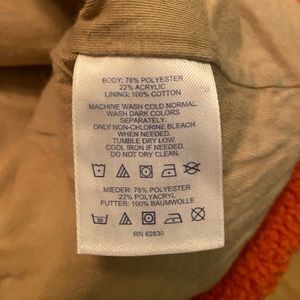 BODY: 78% POLYESTER
22% ACRYLIC
LINING: 100% COTTON
MACHINE WASH COLD NORMAL.
WASH DARK COLORS
SEPARATELY.
ONLY NON-CHLORINE BLEACH
WHEN NEEDED.
TUMBLE DRY LOW.
COOL IRON IF NEEDED.
DO NOT DRY CLEAN.
MIEDER: 78% POLYESTER
22% POLYACRYL
FUTTER: 100% BAUMWOLLE
RN 62830